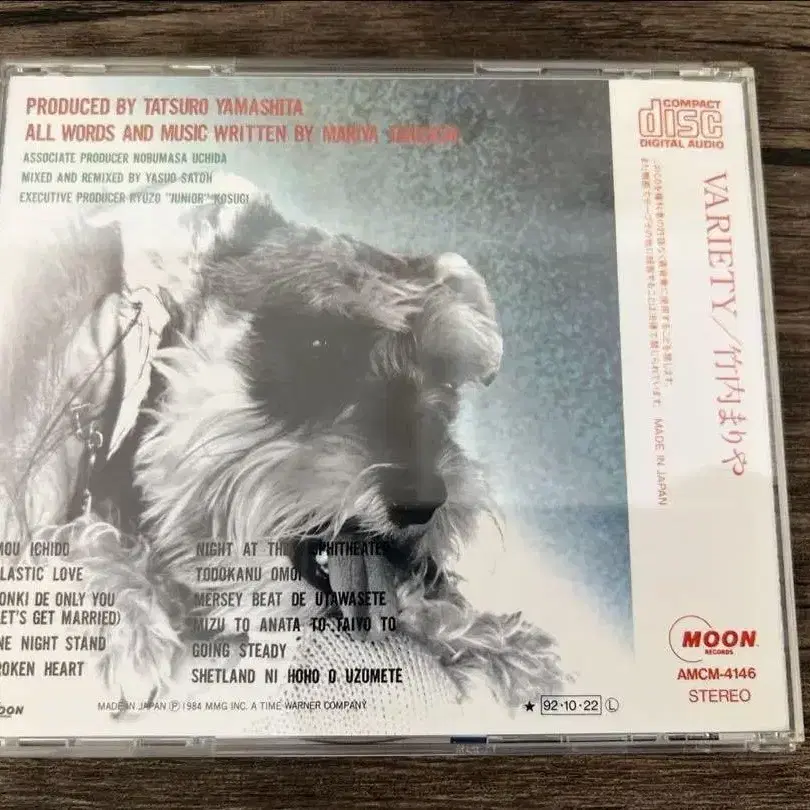 PRODUCED BY TATSURO YAMASHITA
ALL WORDS AND MUSIC WRITTEN BY MARIYA
ASSOCIATE PRODUCER NOBUMASA UCHIDA
MIXED AND REMIXED BY YASUO SATOH
EXECUTIVE PRODUCER RYUZO "JUNIOR" KOSUGI
MOU ICHIDO
LASTIC LOVE
ONKI DE ONLY YOU
ET'S GET MARRIED)
NE NIGHT STAND
ROKEN HEART
NIGHT AT THE PHITHEATER
TODOKANU OMOI
MERSEY BEAT DE UTAWASETE
MIZU TO ANATA TO TAIYO TO
GOING STEADY
SHETLAND NI HOHO O UZUMETE
OON
MADE IN JAPAN Ⓟ 1984 MMG INC. A TIME WARNER COMPANY
★ 92·10·22 Ⓛ
COMPACT
disc
DIGITAL AUDIO
VARIETY/竹内まりや
MADE IN JAPAN
MOON
RECORDS
AMCM-4146
STEREO